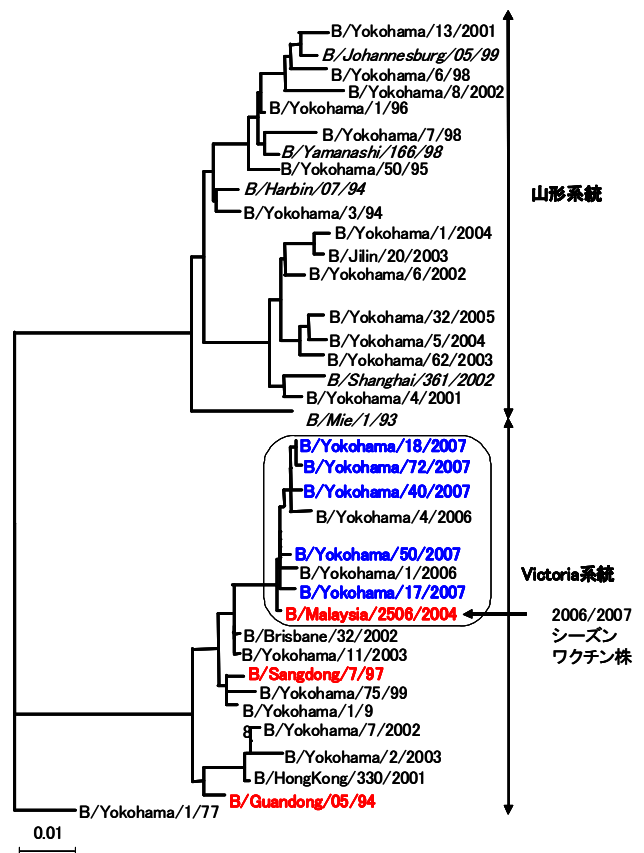 B/Yokohama/13/2001
B/Johannesburg/05/99
B/Yokohama/6/98
B/Yokohama/8/2002
B/Yokohama/1/96
B/Yokohama/7/98
B/Yamanashi/166/98
B/Yokohama/50/95
B/Harbin/07/94
B/Yokohama/3/94
山形系統
B/Yokohama/1/2004
B/Jilin/20/2003
B/Yokohama/6/2002
B/Yokohama/32/2005
B/Yokohama/5/2004
B/Yokohama/62/2003
B/Shanghai/361/2002
B/Yokohama/4/2001
B/Mie/1/93
B/Yokohama/18/2007
B/Yokohama/72/2007
B/Yokohama/40/2007
B/Yokohama/4/2006
B/Yokohama/50/2007
B/Yokohama/1/2006
Victoria系統
B/Yokohama/17/2007
B/Malaysia/2506/2004
2006/2007
シーズン
ワクチン株
B/Brisbane/32/2002
B/Yokohama/11/2003
B/Sangdong/7/97
B/Yokohama/75/99
B/Yokohama/1/9
8
B/Yokohama/7/2002
B/Yokohama/2/2003
B/HongKong/330/2001
B/Guandong/05/94
B/Yokohama/1/77
0.01